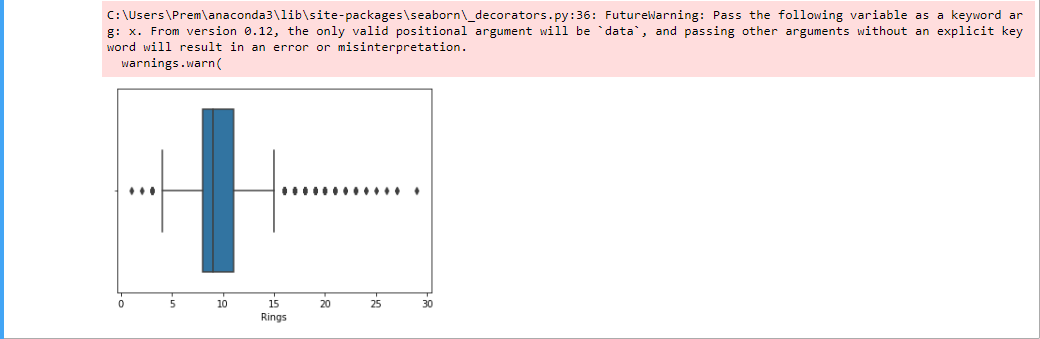 C:\Users\Prem\anaconda3\lib\site-packages\seaborn\_decorators.py:36: FutureWarning: Pass the following variable as a keyword ar
g: x. From version 0.12, the only valid positional argument will be `data`, and passing other arguments without an explicit key
word will result in an error or misinterpretation.
  warnings.warn(
0 5 10 15 20 25 30
Rings